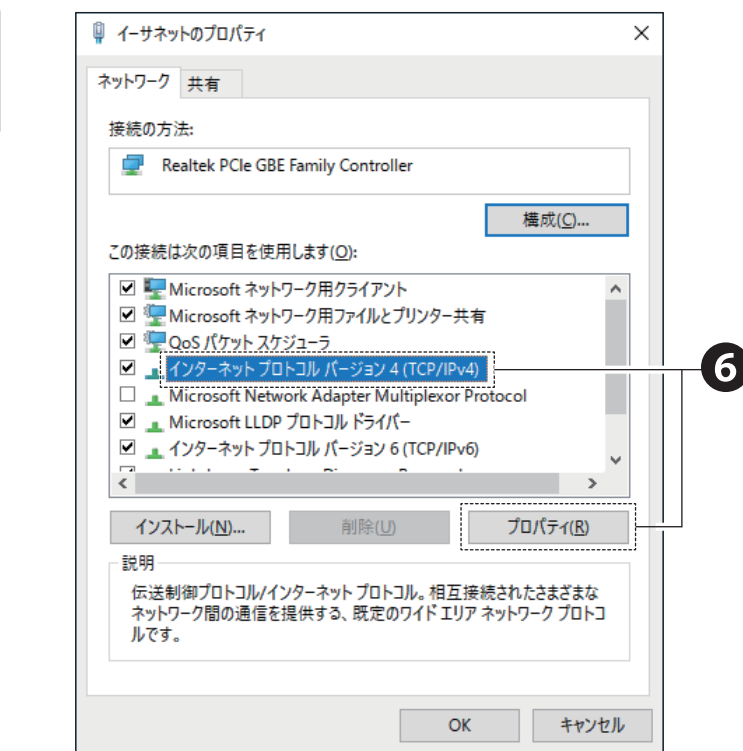 イーサネットのプロパティ
ネットワーク 共有
接続の方法:
Realtek PCIe GBE Family Controller
構成(C)...
この接続は次の項目を使用します(O):
Microsoft ネットワーク用クライアント
Microsoft ネットワーク用ファイルとプリンター共有
QoS パケット スケジューラ
インターネット プロトコル バージョン 4 (TCP/IPv4)
6
Microsoft Network Adapter Multiplexor Protocol
Microsoft LLDP プロトコル ドライバー
インターネット プロトコル バージョン 6 (TCP/IPv6)
インストール(N)... 削除(U) プロパティ(R)
説明
伝送制御プロトコル/インターネット プロトコル。相互接続されたさまざまな
ネットワーク間の通信を提供する、既定のワイド エリア ネットワーク プロトコ
ルです。
OK キャンセル